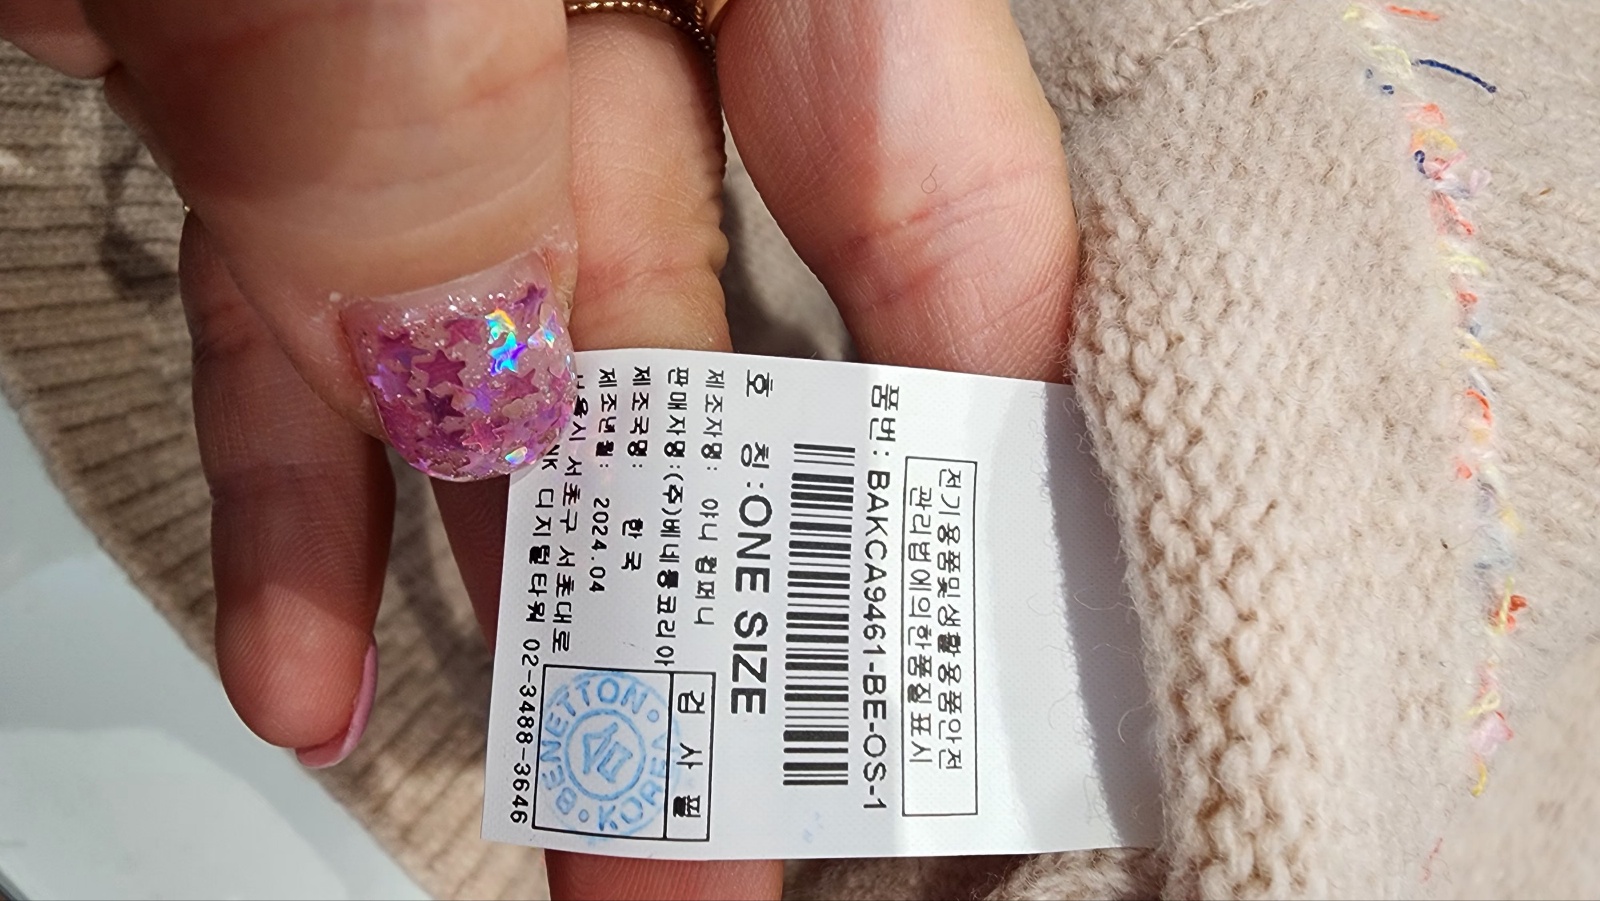 전기용품및생활용품안전
관리법에의한품질표시
품번: BAKCA9461-BE-OS-1
호 칭:ONE SIZE
제조자명: 야니 컴퍼니
판매자명:(주)베네통코리아
제조국명: 한국
제조년월: 2024.04
서울시 서초구 서초대로
디지털타워 02-3488-3646
검 사 필
BENETTON KOREA